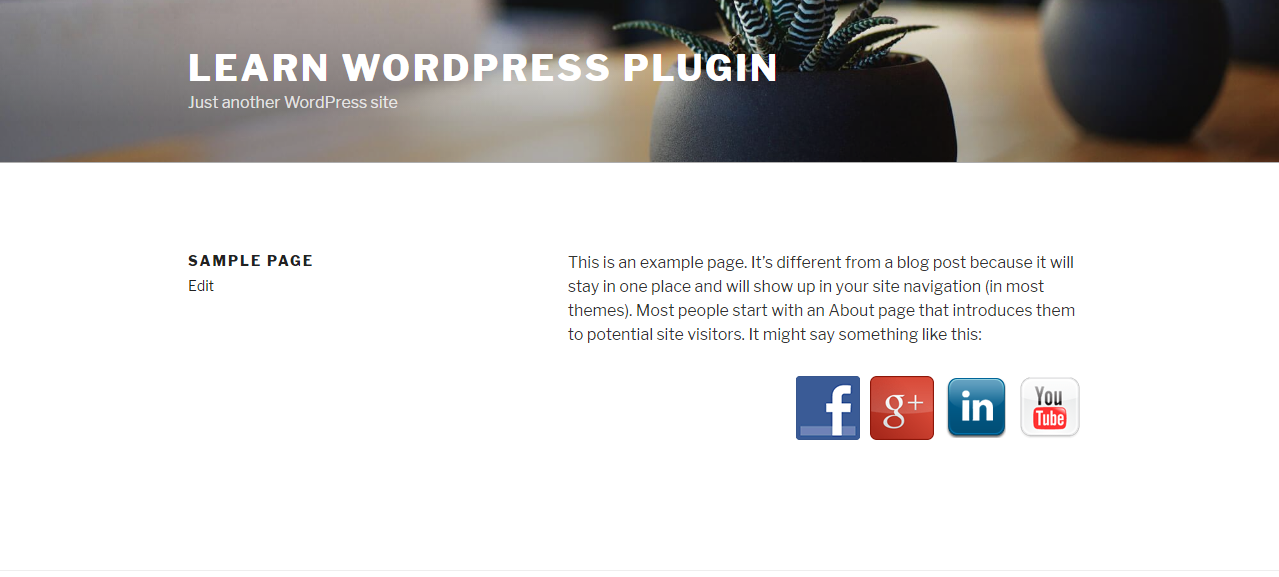 LEARN WORDPRESS PLUGIN
Just another WordPress site
SAMPLE PAGE
Edit
This is an example page. It’s different from a blog post because it will
stay in one place and will show up in your site navigation (in most
themes). Most people start with an About page that introduces them
to potential site visitors. It might say something like this:
f g+ in You
Tube